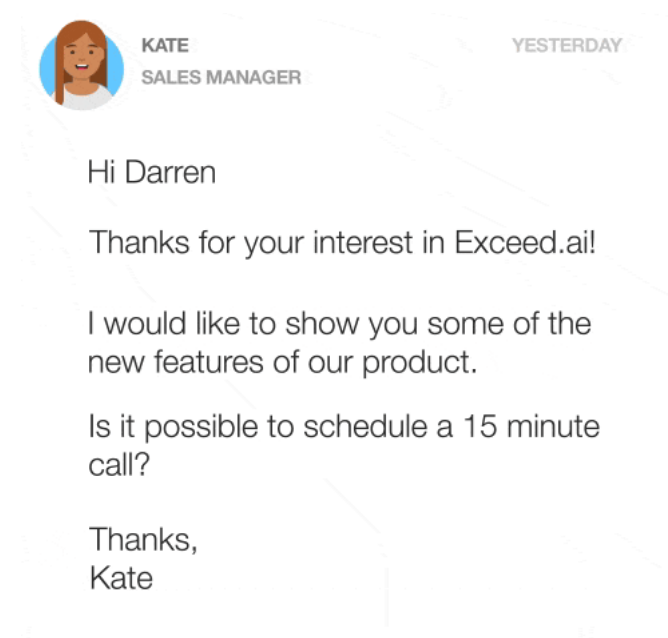 KATE
YESTERDAY
SALES MANAGER
Hi Darren
Thanks for your interest in Exceed.ai!
I would like to show you some of the
new features of our product.
Is it possible to schedule a 15 minute
call?
Thanks,
Kate